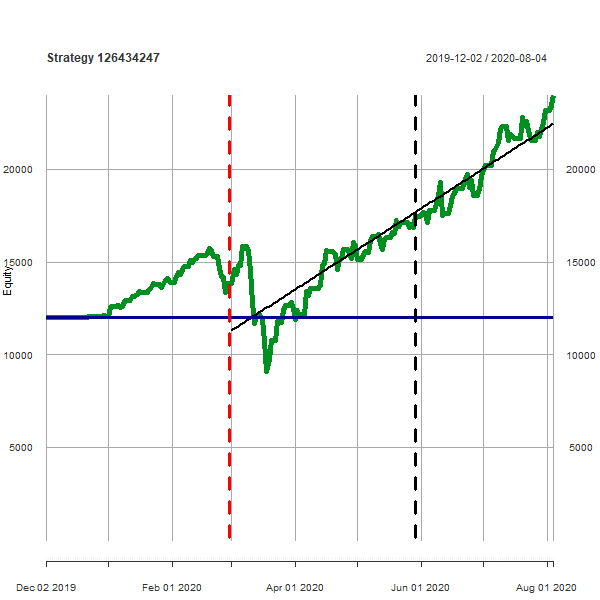 Strategy 126434247
2019-12-02 / 2020-08-04
20000
20000
15000
15000
Equity
10000
10000
5000
5000
Dec 02 2019
Feb 01 2020
Apr 01 2020
Jun 01 2020
Aug 01 2020